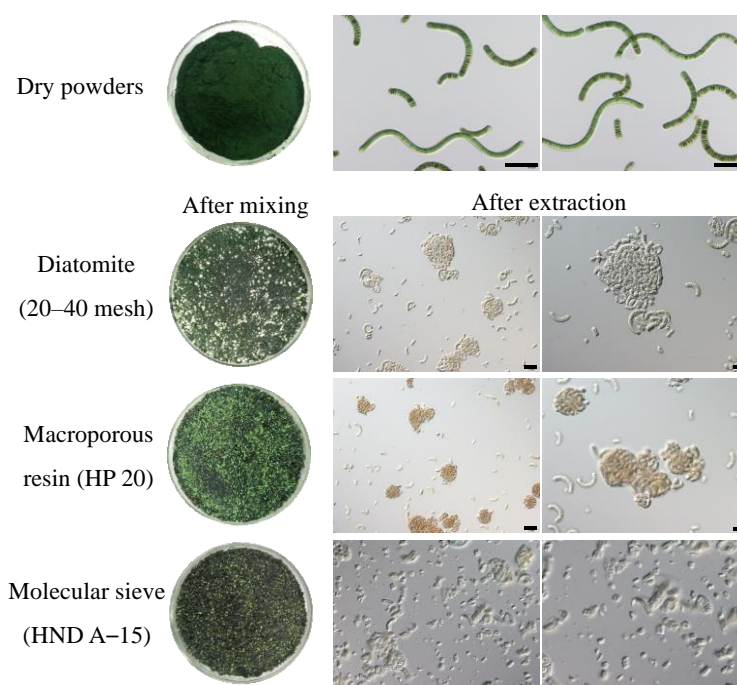 Dry powders
After mixing
After extraction
Diatomite
(20–40 mesh)
Macroporous
resin (HP 20)
Molecular sieve
(HND A−15)